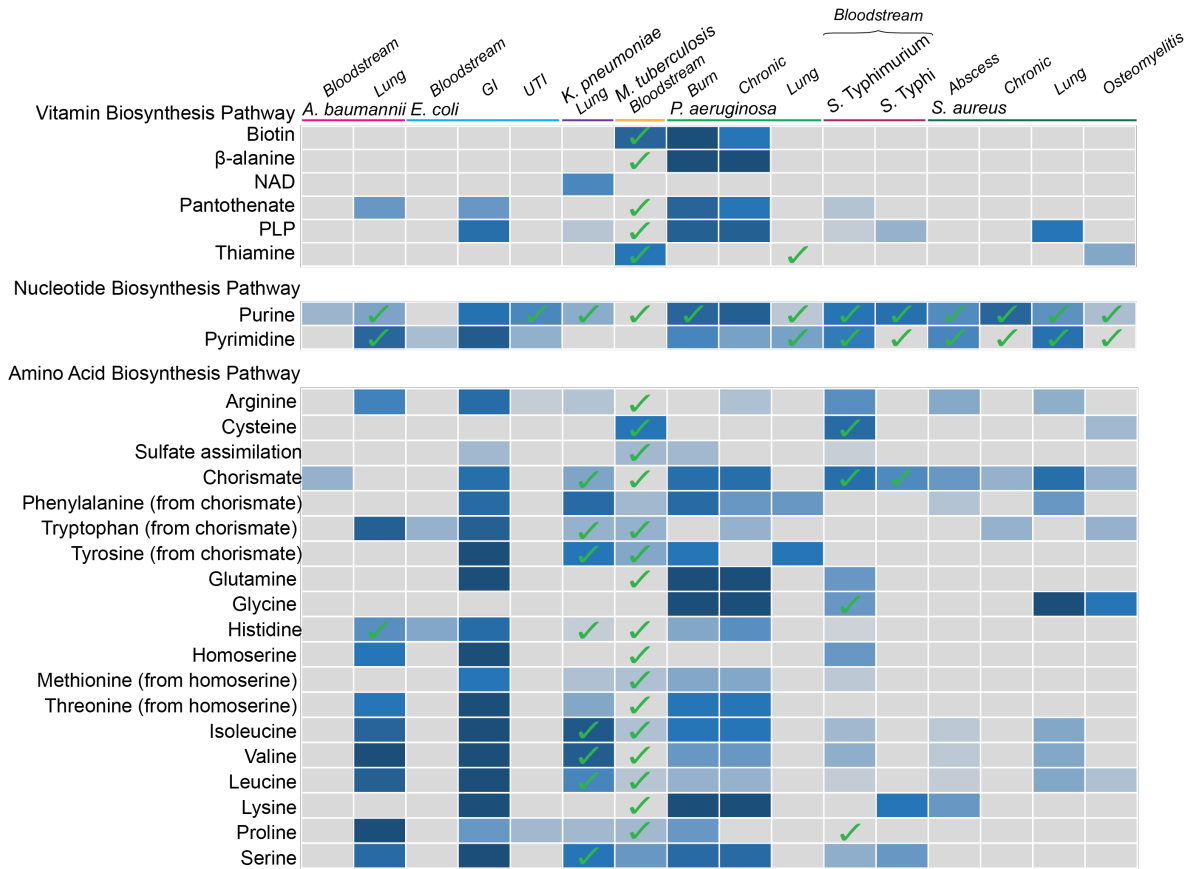 Bloodstream
Bloodstream Lung Bloodstream GI UTI K. pneumoniae Lung M. tuberculosis Bloodstream Burn Chronic Lung S. Typhimurium S. Typhi Abscess Chronic Lung Osteomyelitis
Vitamin Biosynthesis Pathway A. baumannii E. coli P. aeruginosa S. aureus
Biotin
β-alanine
NAD
Pantothenate
PLP
Thiamine
Nucleotide Biosynthesis Pathway
Purine
Pyrimidine
Amino Acid Biosynthesis Pathway
Arginine
Cysteine
Sulfate assimilation
Chorismate
Phenylalanine (from chorismate)
Tryptophan (from chorismate)
Tyrosine (from chorismate)
Glutamine
Glycine
Histidine
Homoserine
Methionine (from homoserine)
Threonine (from homoserine)
Isoleucine
Valine
Leucine
Lysine
Proline
Serine